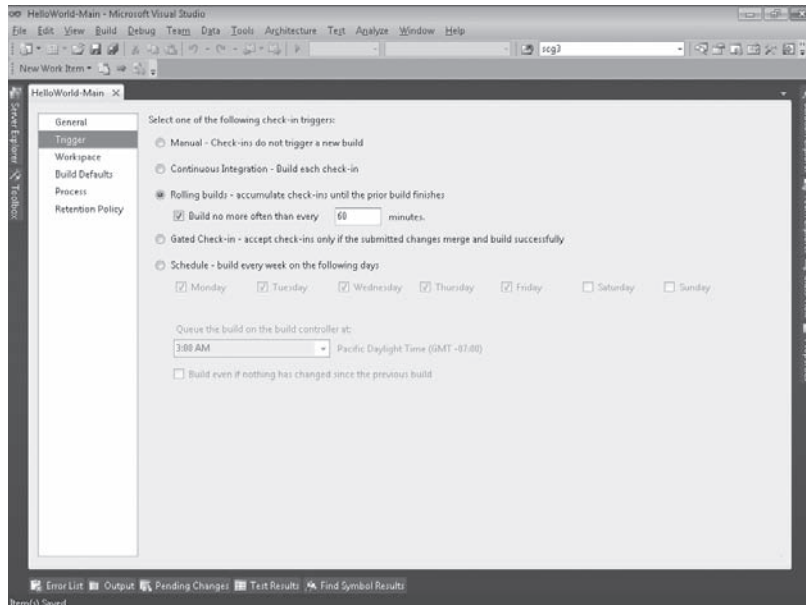 HelloWorld-Main - Microsoft Visual Studio
File Edit View Build Debug Team Data Tools Architecture Test Analyze Window Help
scg3
New Work Item
HelloWorld-Main X
Server Explorer
Toolbox
General
Trigger
Workspace
Build Defaults
Process
Retention Policy
Select one of the following check-in triggers:
Manual - Check-ins do not trigger a new build
Continuous Integration - Build each check-in
Rolling builds - accumulate check-ins until the prior build finishes
Build no more often than every 60 minutes.
Gated Check-in - accept check-ins only if the submitted changes merge and build successfully
Schedule - build every week on the following days
Monday Tuesday Wednesday Thursday Friday Saturday Sunday
Queue the build on the build controller at:
3:00 AM Pacific Daylight Time (GMT -07:00)
Build even if nothing has changed since the previous build
Error List Output Pending Changes Test Results Find Symbol Results
Item(s) Saved